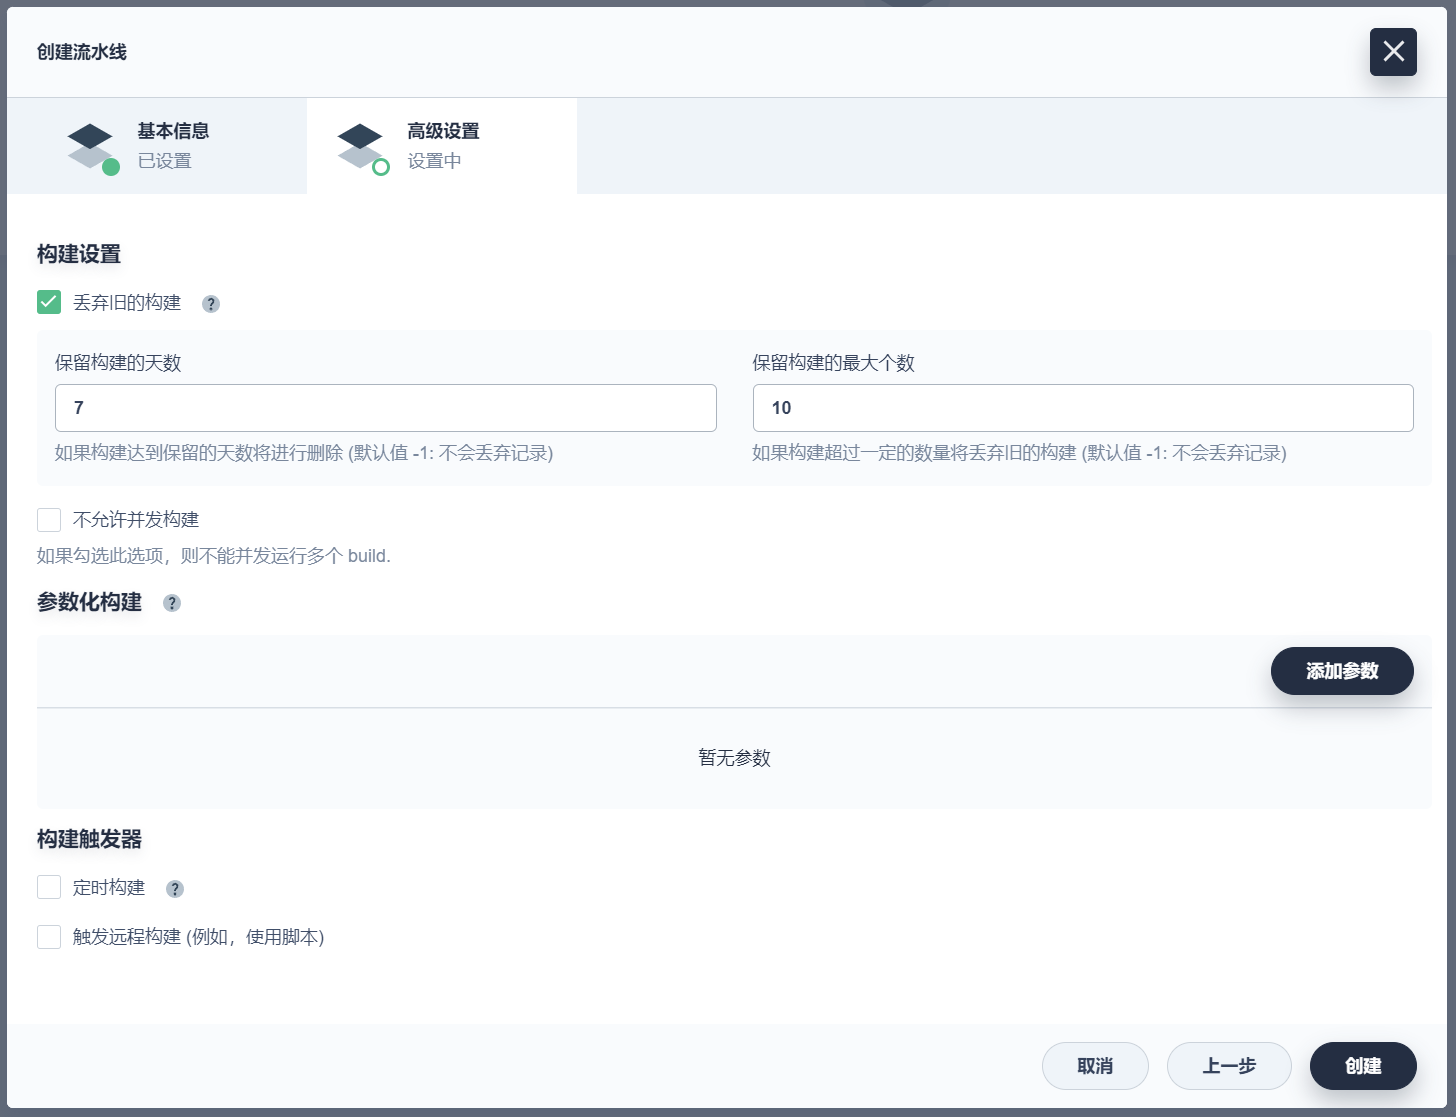 创建流水线
基本信息
已设置
高级设置
设置中
构建设置
丢弃旧的构建 ?
保留构建的天数
7
如果构建达到保留的天数将进行删除 (默认值 -1: 不会丢弃记录)
保留构建的最大个数
10
如果构建超过一定的数量将丢弃旧的构建 (默认值 -1: 不会丢弃记录)
不允许并发构建
如果勾选此选项，则不能并发运行多个 build.
参数化构建 ?
添加参数
暂无参数
构建触发器
定时构建 ?
触发远程构建 (例如，使用脚本)
取消
上一步
创建